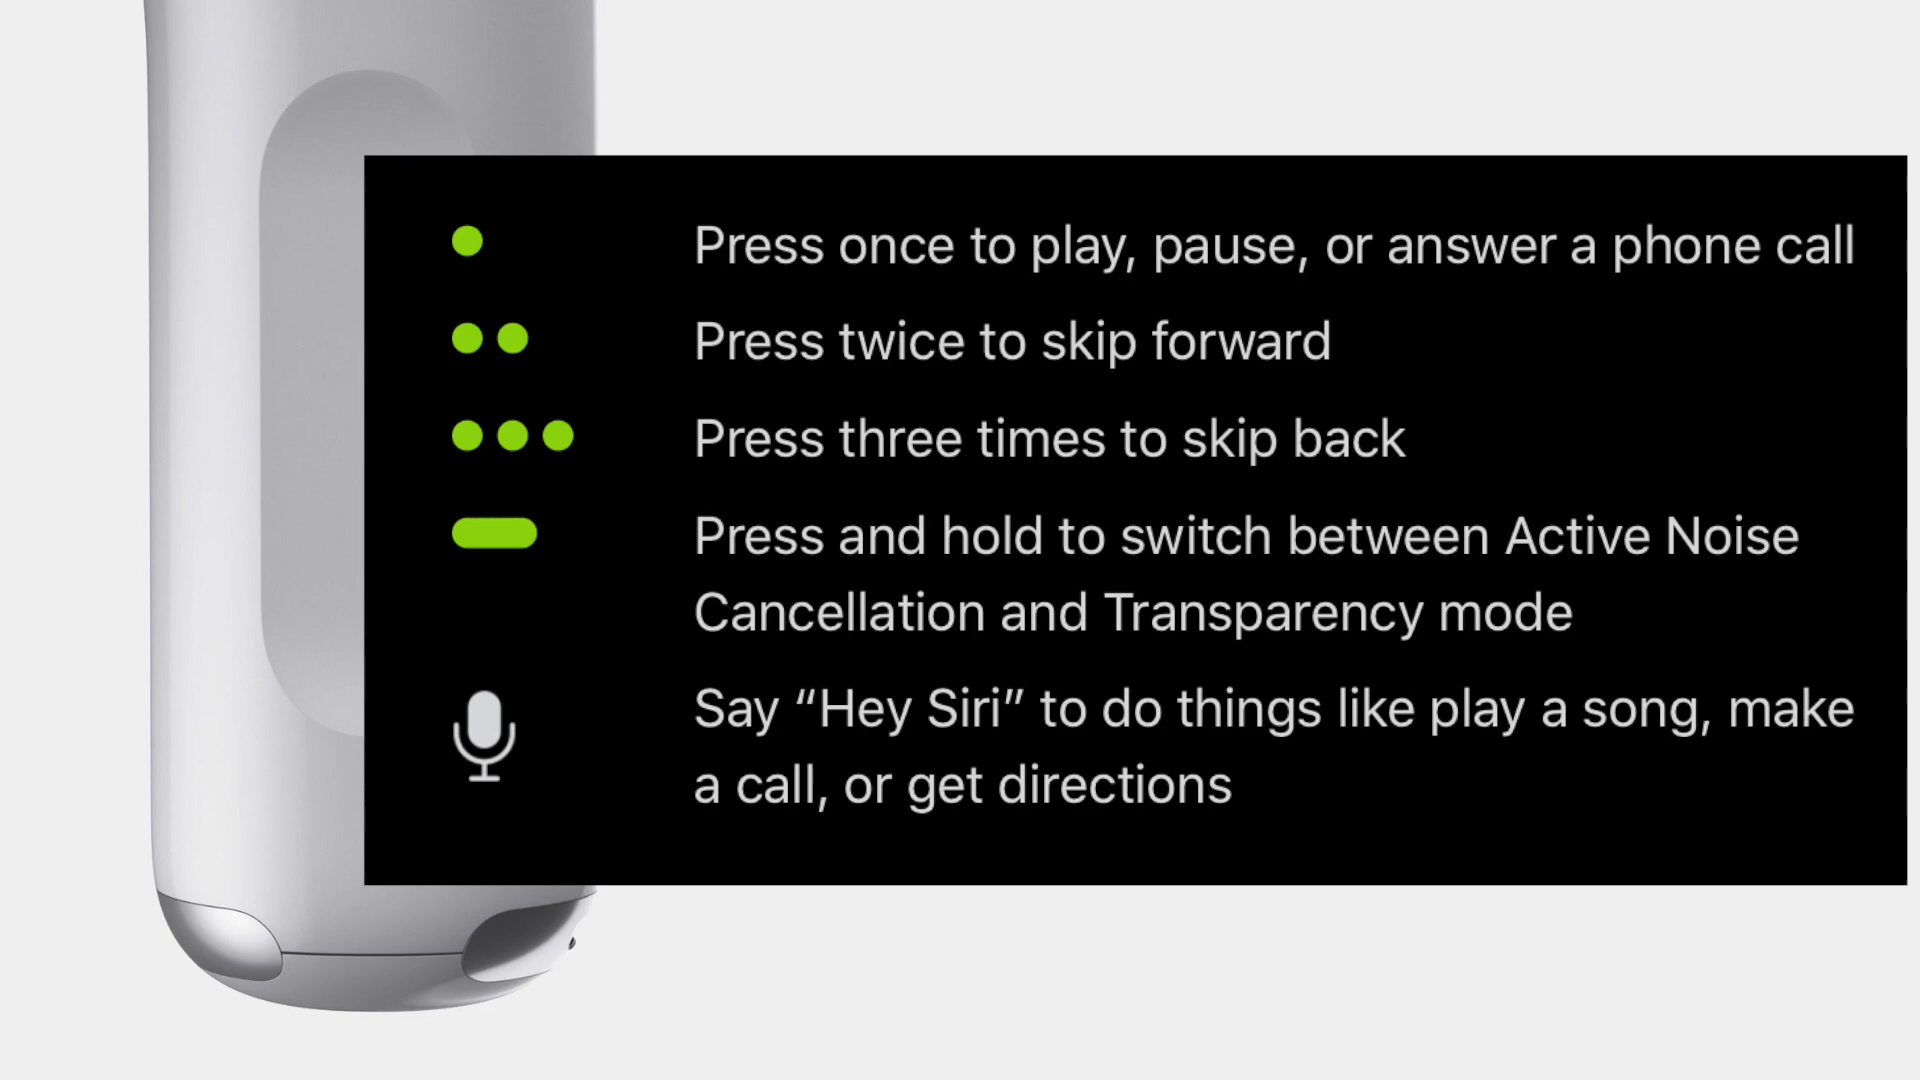 Press once to play, pause, or answer a phone call
Press twice to skip forward
Press three times to skip back
Press and hold to switch between Active Noise
Cancellation and Transparency mode
Say “Hey Siri” to do things like play a song, make
a call, or get directions